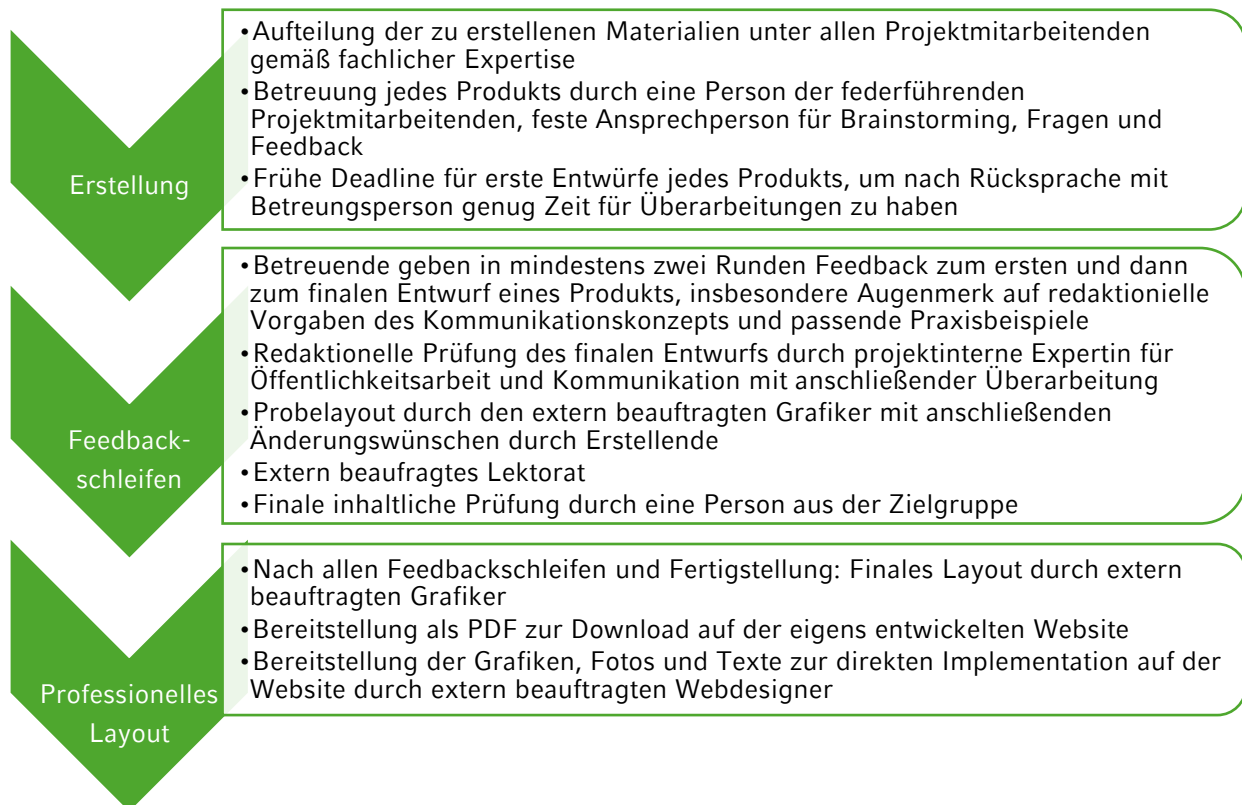 Erstellung
•Aufteilung der zu erstellenen Materialien unter allen Projektmitarbeitenden
gemäß fachlicher Expertise
•Betreuung jedes Produkts durch eine Person der federführenden
Projektmitarbeitenden, feste Ansprechperson für Brainstorming, Fragen und
Feedback
•Frühe Deadline für erste Entwürfe jedes Produkts, um nach Rücksprache mit
Betreungsperson genug Zeit für Überarbeitungen zu haben
Feedback-
schleifen
•Betreuende geben in mindestens zwei Runden Feedback zum ersten und dann
zum finalen Entwurf eines Produkts, insbesondere Augenmerk auf redaktionielle
Vorgaben des Kommunikationskonzepts und passende Praxisbeispiele
•Redaktionelle Prüfung des finalen Entwurfs durch projektinterne Expertin für
Öffentlichkeitsarbeit und Kommunikation mit anschließender Überarbeitung
•Probelayout durch den extern beauftragten Grafiker mit anschließenden
Änderungswünschen durch Erstellende
•Extern beaufragtes Lektorat
•Finale inhaltliche Prüfung durch eine Person aus der Zielgruppe
Professionelles
Layout
•Nach allen Feedbackschleifen und Fertigstellung: Finales Layout durch extern
beauftragten Grafiker
•Bereitstellung als PDF zur Download auf der eigens entwickelten Website
•Bereitstellung der Grafiken, Fotos und Texte zur direkten Implementation auf der
Website durch extern beauftragten Webdesigner